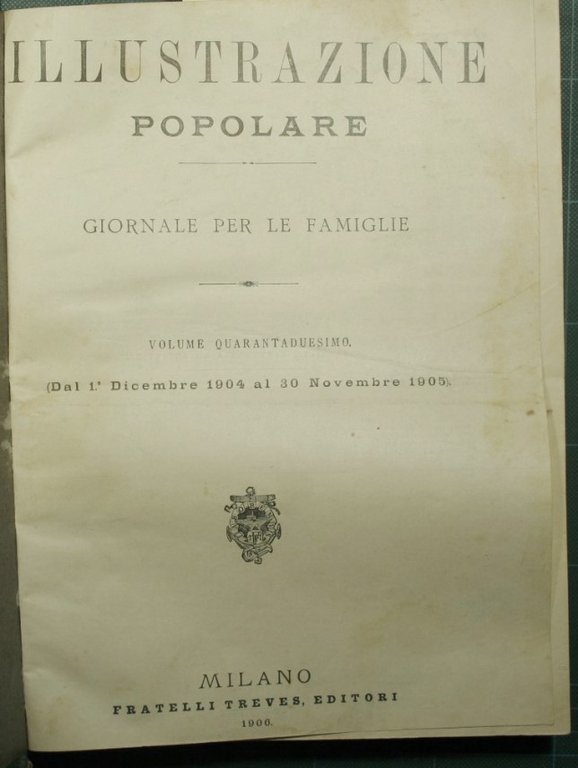 ILLUSTRAZIONE
POPOLARE
GIORNALE PER LE FAMIGLIE
VOLUME QUARANTADUESIMO.
(Dal 1.° Dicembre 1904 al 30 Novembre 1905).
MILANO
FRATELLI TREVES, EDITORI
1906.